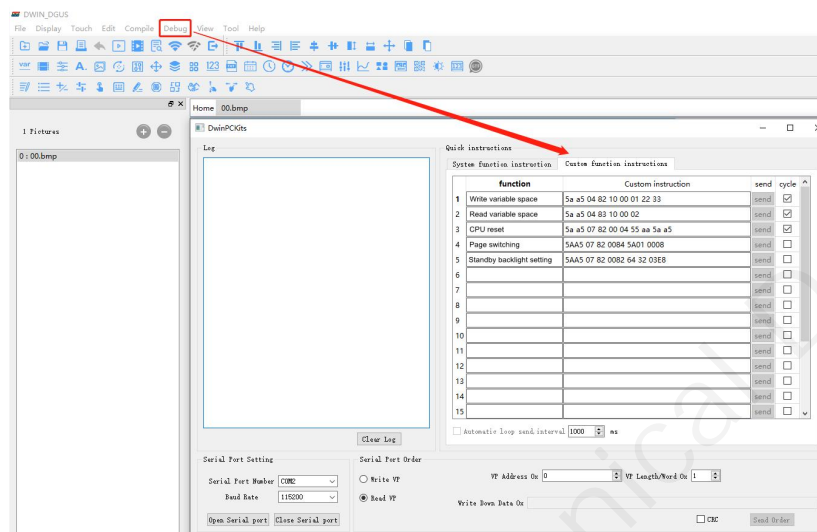 DWIN_DGUS
File Display Touch Edit Compile Debug View Tool Help
var A. 123
Home 00.bmp
1 Pictures
0 : 00.bmp
DwinPCKits
Log
Quick instructions
System function instruction Custom function instructions
function Custom instruction send cycle
1 Write variable space 5a a5 04 82 10 00 01 22 33 send
2 Read variable space 5a a5 04 83 10 00 02 send
3 CPU reset 5a a5 07 82 00 04 55 aa 5a a5 send
4 Page switching 5AA5 07 82 0084 5A01 0008 send
5 Standby backlight setting 5AA5 07 82 0082 64 32 03E8 send
6 send
7 send
8 send
9 send
10 send
11 send
12 send
13 send
14 send
15 send
Automatic loop send, interval 1000 ms
Clear Log
Serial Port Setting
Serial Port Number COM2
Baud Rate 115200
Open Serial port Close Serial port
Serial Port Order
Write VP
Read VP
VP Address 0x 0 VP Length/Word 0x 1
Write Down Data 0x
CRC Send Order
nical